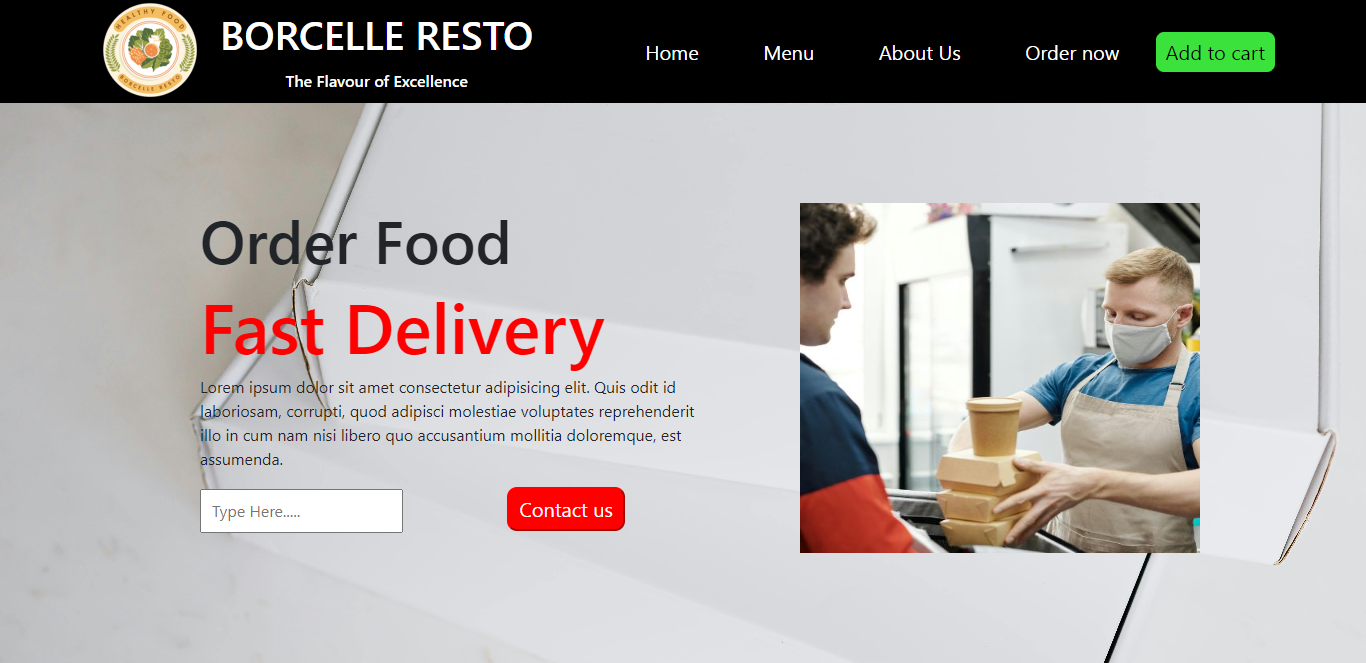 HEALTHY FOOD
BORCELLE RESTO
BORCELLE RESTO
The Flavour of Excellence
Home
Menu
About Us
Order now
Add to cart
Order Food
Fast Delivery
Lorem ipsum dolor sit amet consectetur adipisicing elit. Quis odit id
laboriosam, corrupti, quod adipisci molestiae voluptates reprehenderit
illo in cum nam nisi libero quo accusantium mollitia doloremque, est
assumenda.
Type Here.....
Contact us